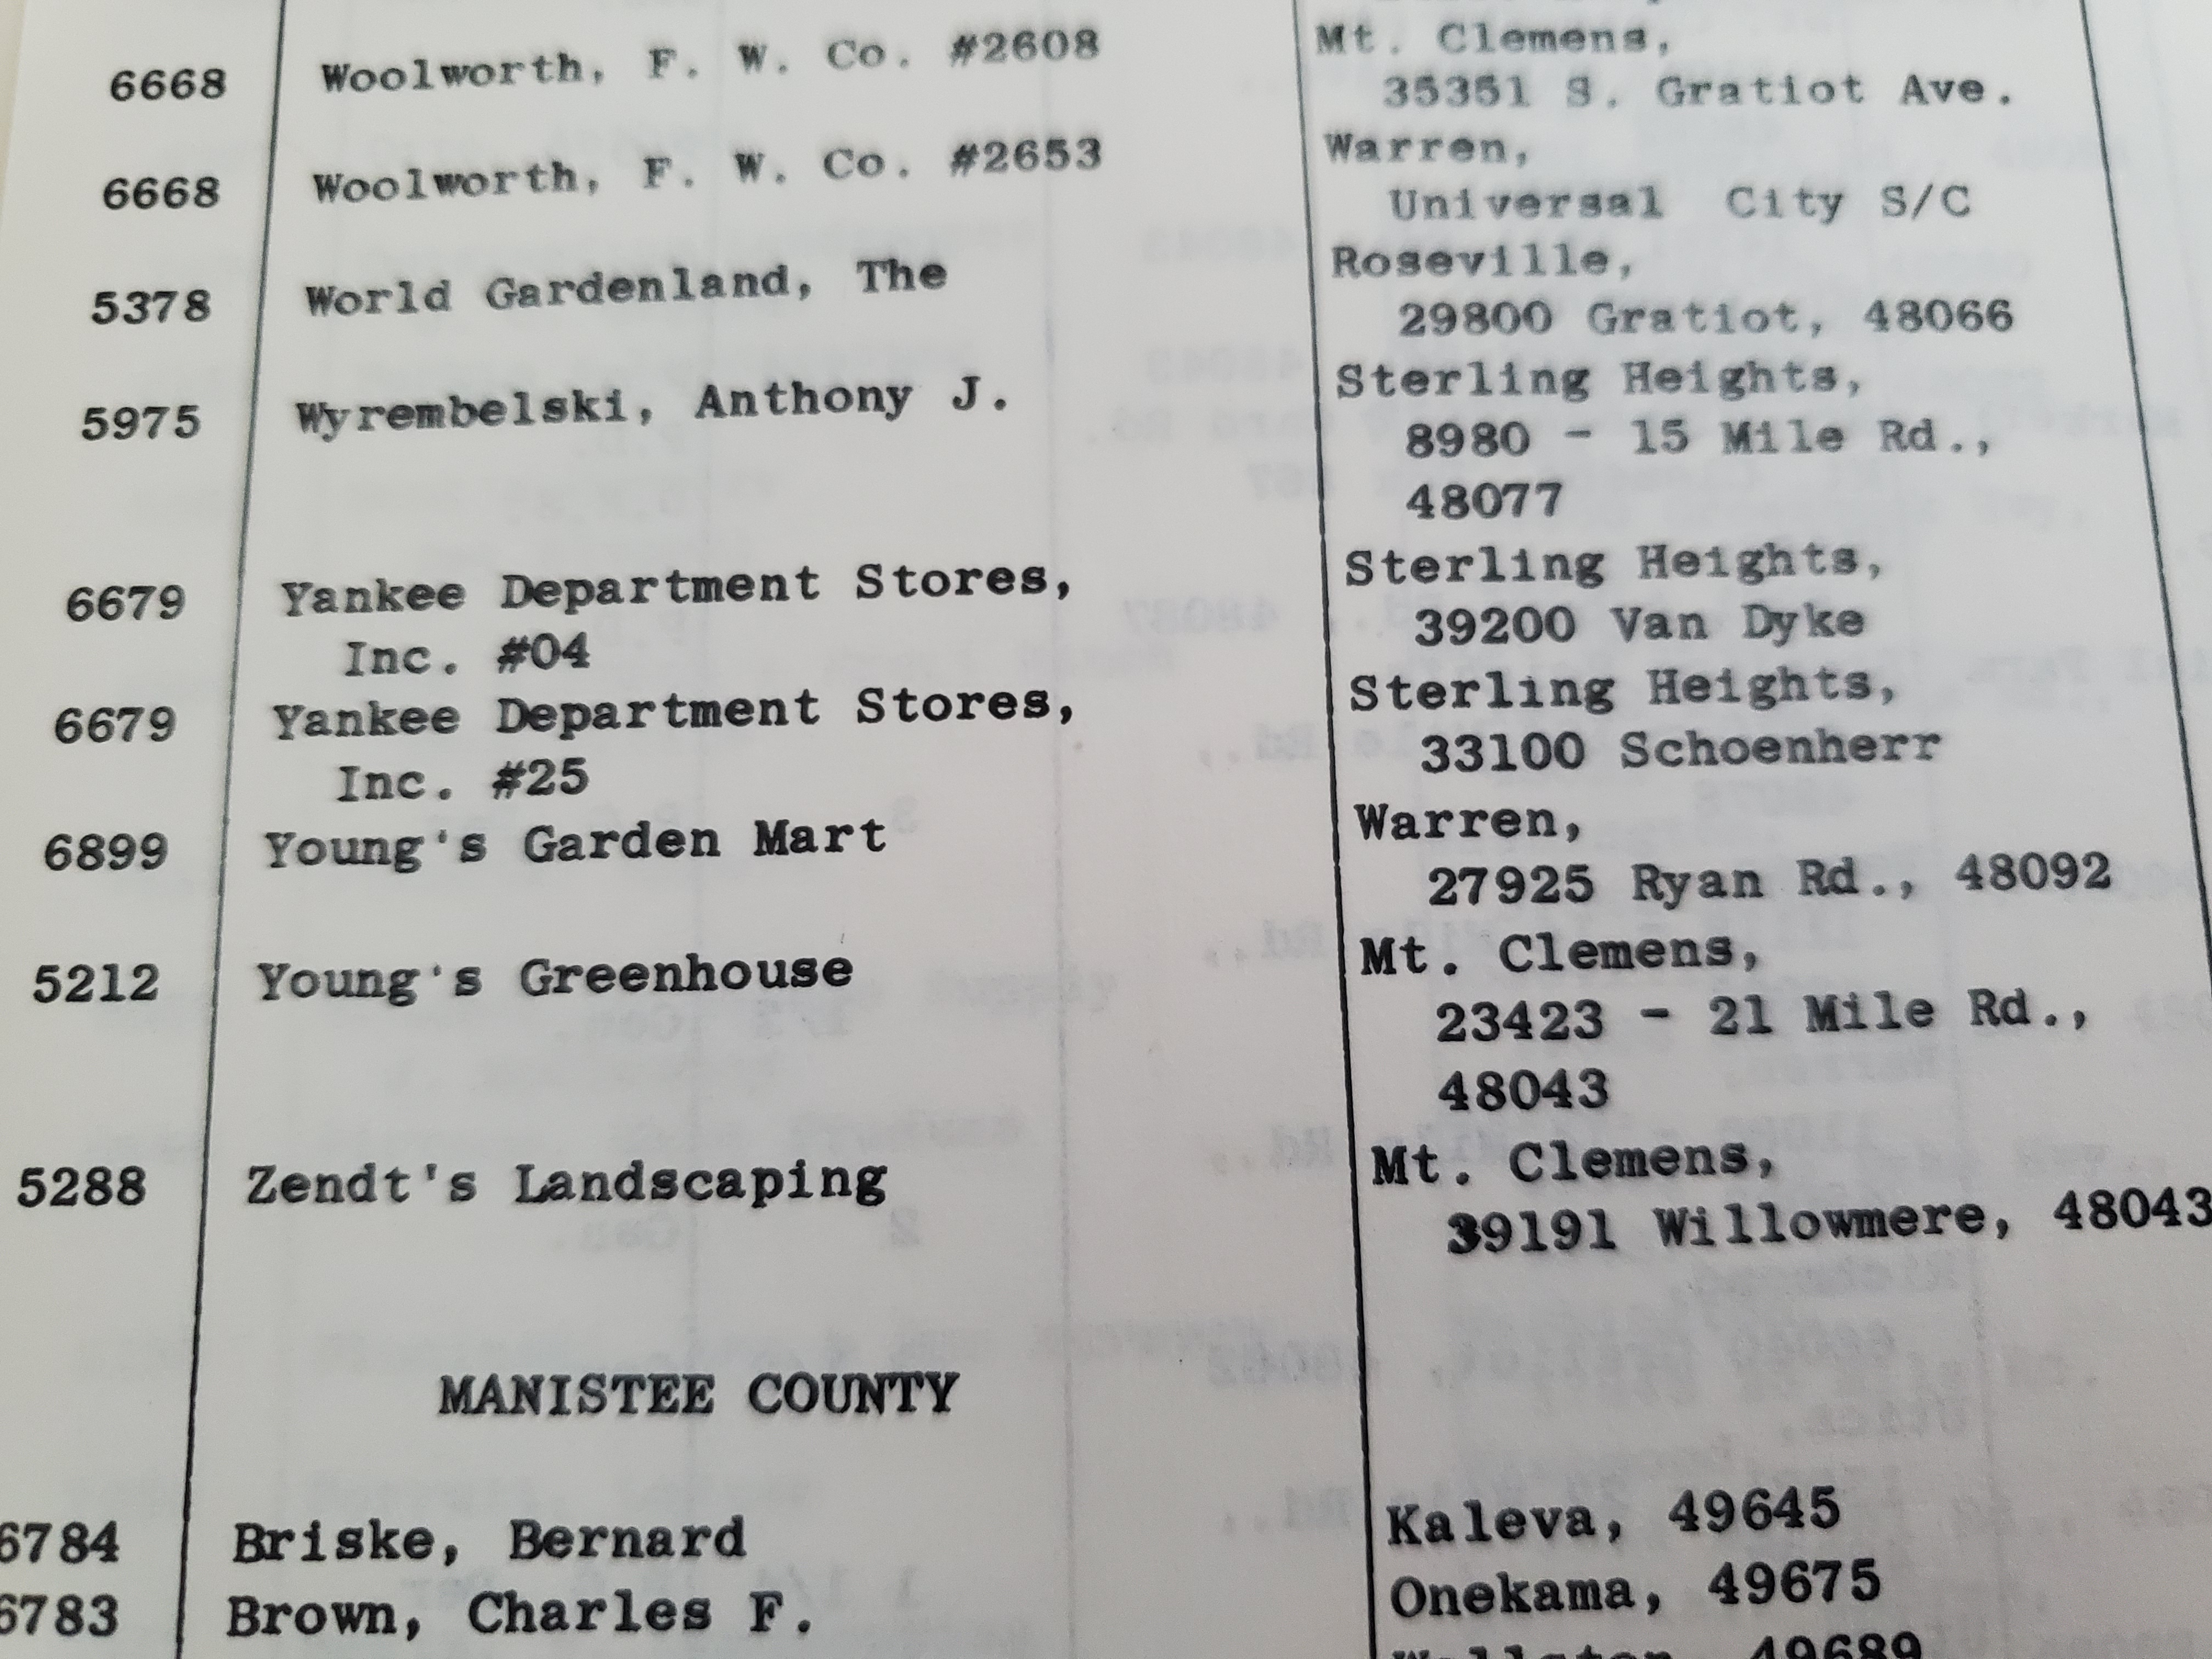 6668 Woolworth, F. W. Co. #2608 Mt. Clemens,
35351 S. Gratiot Ave.
6668 Woolworth, F. W. Co. #2653 Warren,
Universal City S/C
5378 World Gardenland, The Roseville,
29800 Gratiot, 48066
5975 Wyrembelski, Anthony J. Sterling Heights,
8980 - 15 Mile Rd.,
48077
6679 Yankee Department Stores, Sterling Heights,
Inc. #04 39200 Van Dyke
6679 Yankee Department Stores, Sterling Heights,
Inc. #25 33100 Schoenherr
6899 Young's Garden Mart Warren,
27925 Ryan Rd., 48092
5212 Young's Greenhouse Mt. Clemens,
23423 - 21 Mile Rd.,
48043
5288 Zendt's Landscaping Mt. Clemens,
39191 Willowmere, 48043
MANISTEE COUNTY
6784 Briske, Bernard Kaleva, 49645
6783 Brown, Charles F. Onekama, 49675
49689